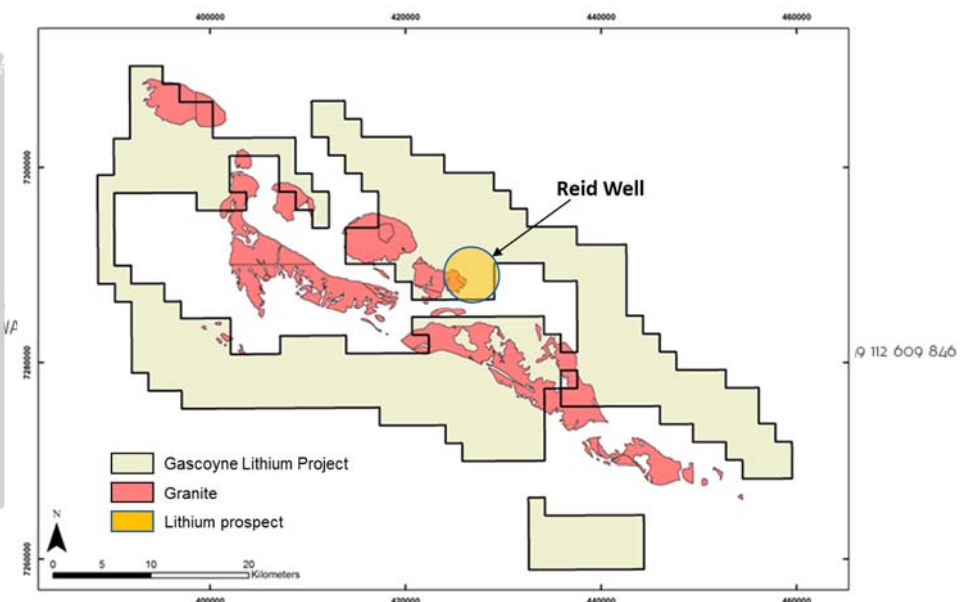 400000 420000 440000 460000
7300000
Reid Well
7280000
9 112 609 846
Gascoyne Lithium Project
Granite
Lithium prospect
N
0 5 10 20
Kilometers
7260000
400000 420000 440000 460000